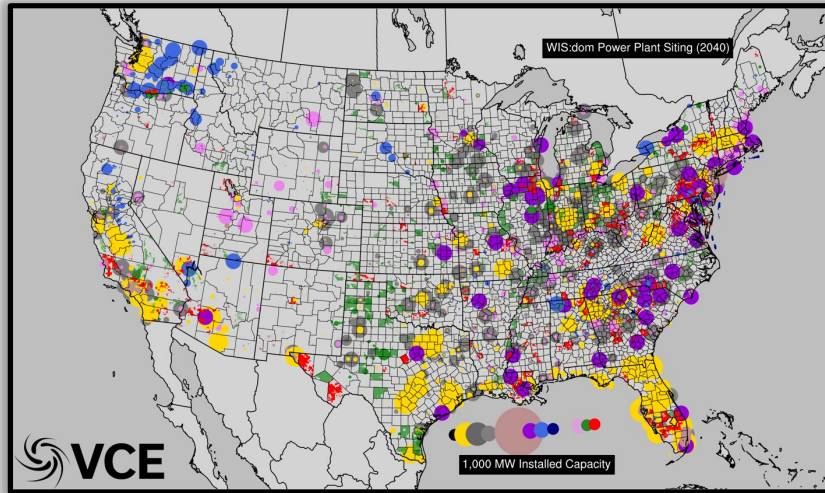 WIS:dom Power Plant Siting (2040)
VCE
1,000 MW Installed Capacity